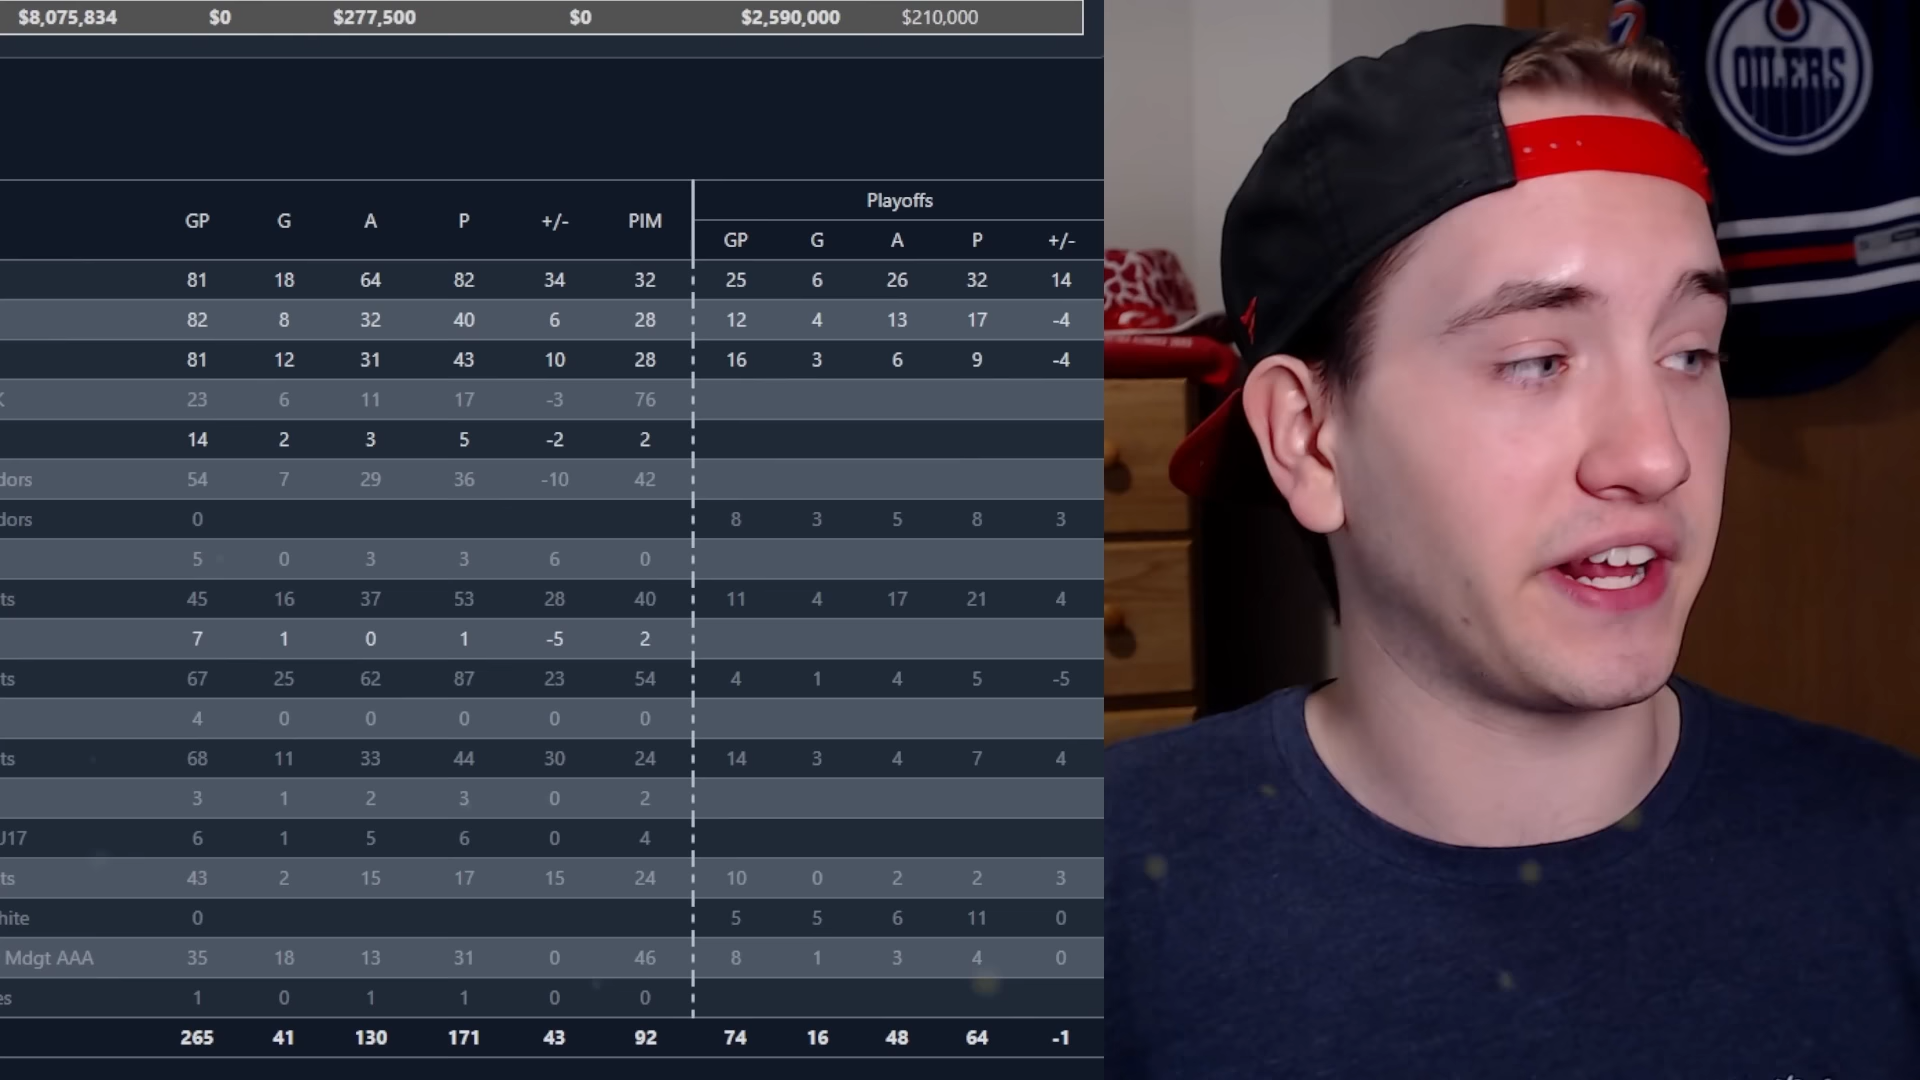 $8,075,834 $0 $277,500 $0 $2,590,000 $210,000
OILERS
Playoffs
GP G A P +/- PIM
GP G A P +/-
81 18 64 82 34 32 25 6 26 32 14
82 8 32 40 6 28 12 4 13 17 -4
81 12 31 43 10 28 16 3 6 9 -4
K 23 6 11 17 -3 76
14 2 3 5 -2 2
dors 54 7 29 36 -10 42
dors 0 8 3 5 8 3
5 0 3 3 6 0
ts 45 16 37 53 28 40 11 4 17 21 4
7 1 0 1 -5 2
ts 67 25 62 87 23 54 4 1 4 5 -5
4 0 0 0 0 0
ts 68 11 33 44 30 24 14 3 4 7 4
3 1 2 3 0 2
J17 6 1 5 6 0 4
ts 43 2 15 17 15 24 10 0 2 2 3
hite 0 5 5 6 11 0
Mdgt AAA 35 18 13 31 0 46 8 1 3 4 0
es 1 0 1 1 0 0
265 41 130 171 43 92 74 16 48 64 -1